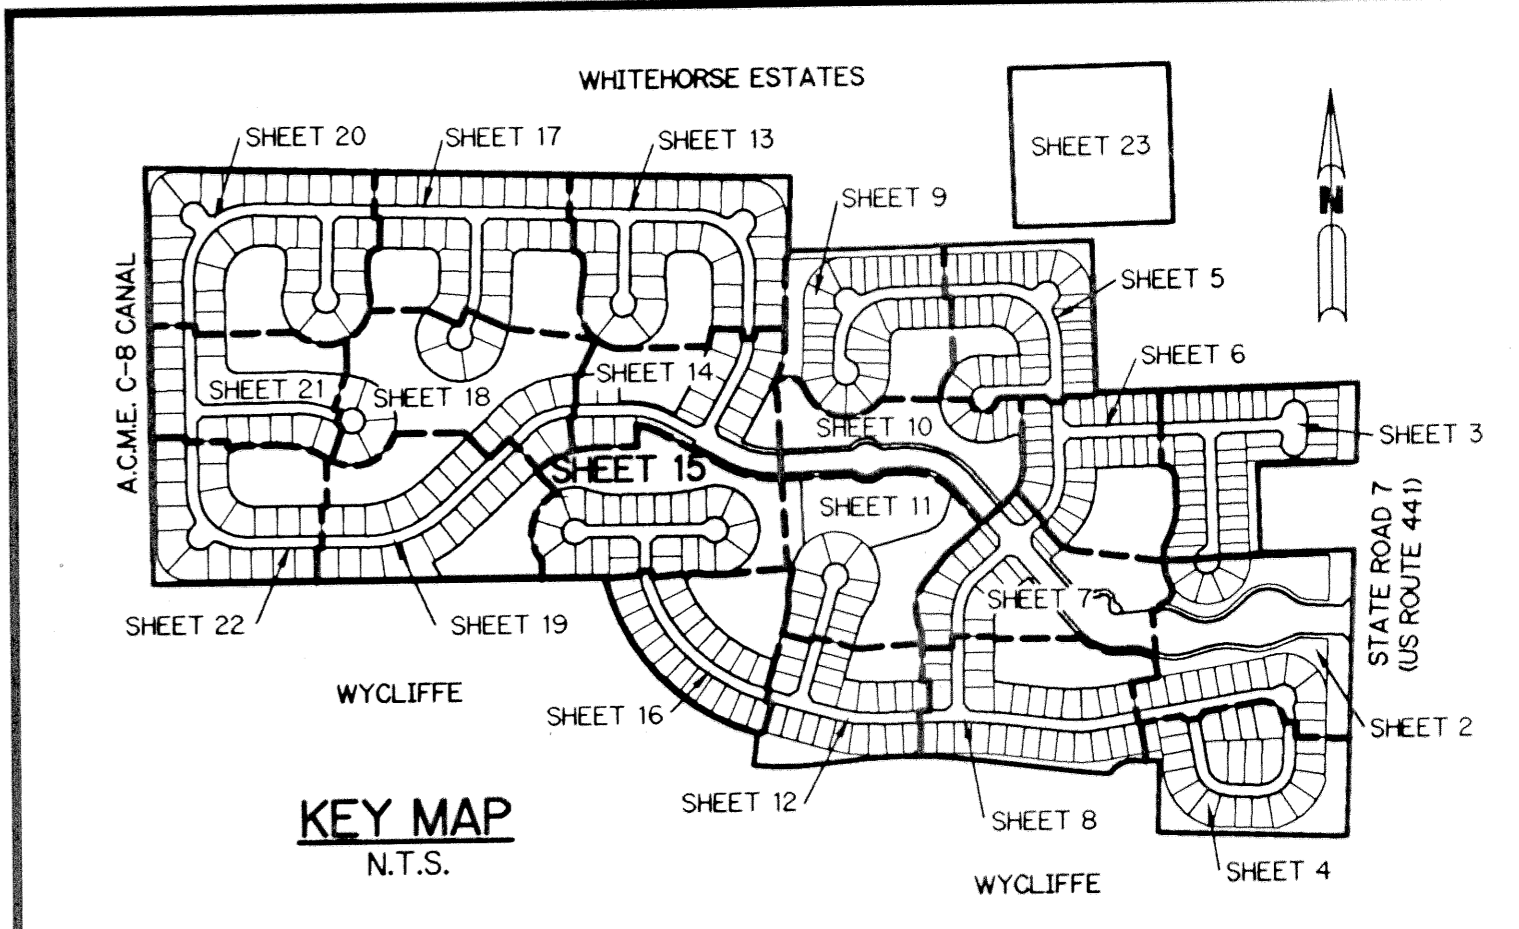 WHITEHORSE ESTATES
SHEET 20
SHEET 17
SHEET 13
SHEET 23
SHEET 9
N
A.C.M.E. C-8 CANAL
SHEET 5
SHEET 6
SHEET 21
SHEET 18
SHEET 14
SHEET 10
SHEET 3
SHEET 15
SHEET 11
STATE ROAD 7
(US ROUTE 441)
SHEET 7
SHEET 22
SHEET 19
WYCLIFFE
SHEET 16
SHEET 2
SHEET 12
SHEET 8
KEY MAP
N.T.S.
SHEET 4
WYCLIFFE